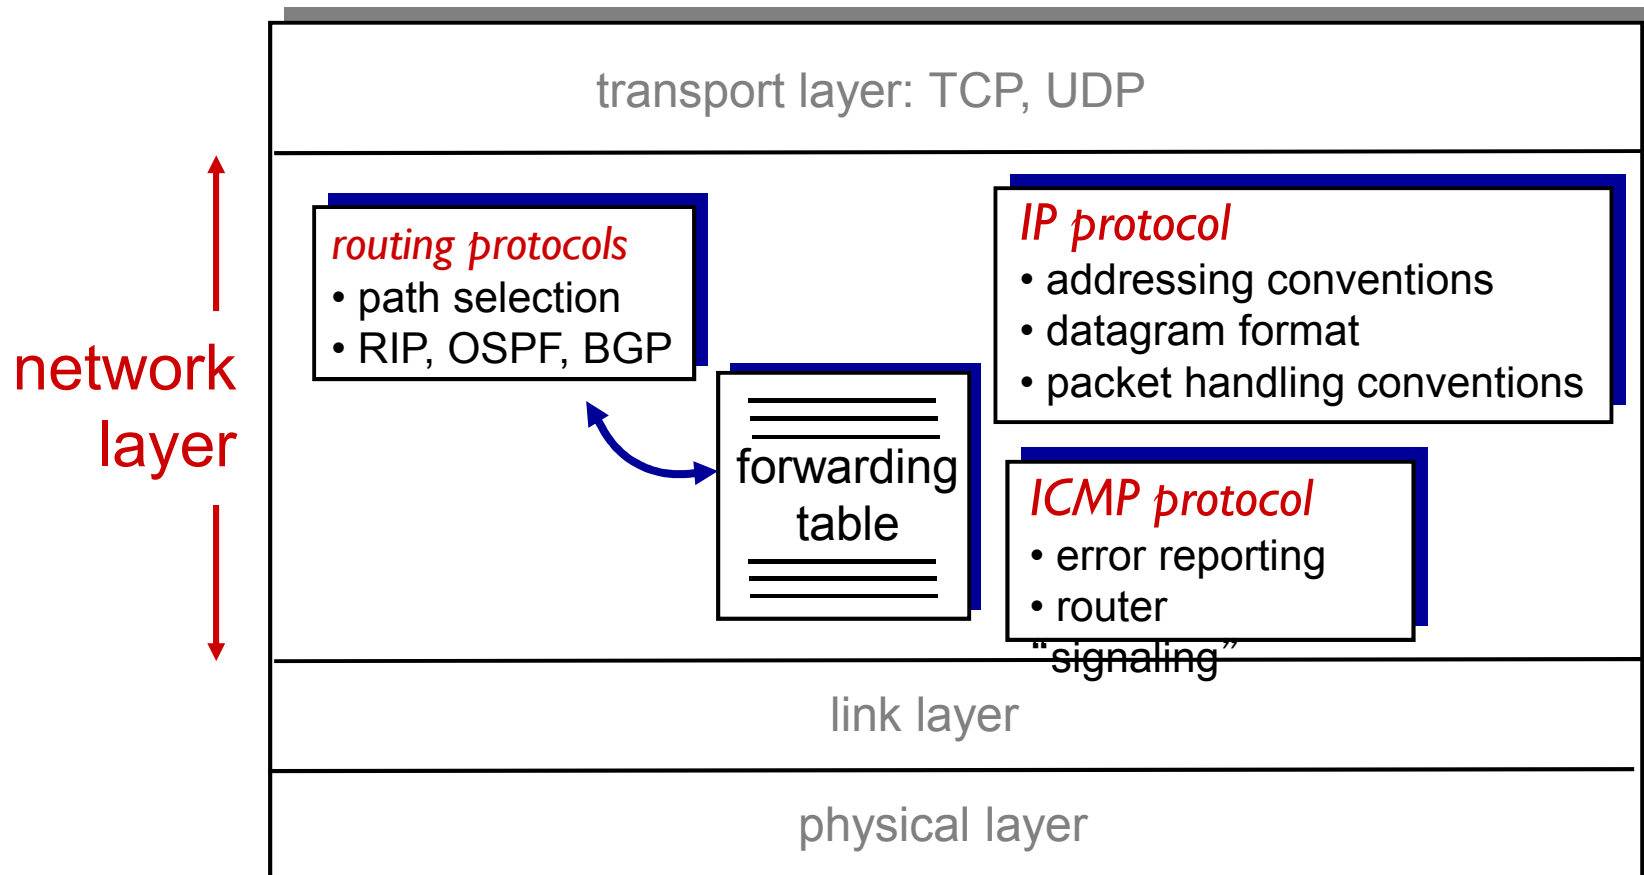 transport layer: TCP, UDP
network
layer
routing protocols
• path selection
• RIP, OSPF, BGP
forwarding
table
IP protocol
• addressing conventions
• datagram format
• packet handling conventions
ICMP protocol
• error reporting
• router
“signaling”
link layer
physical layer